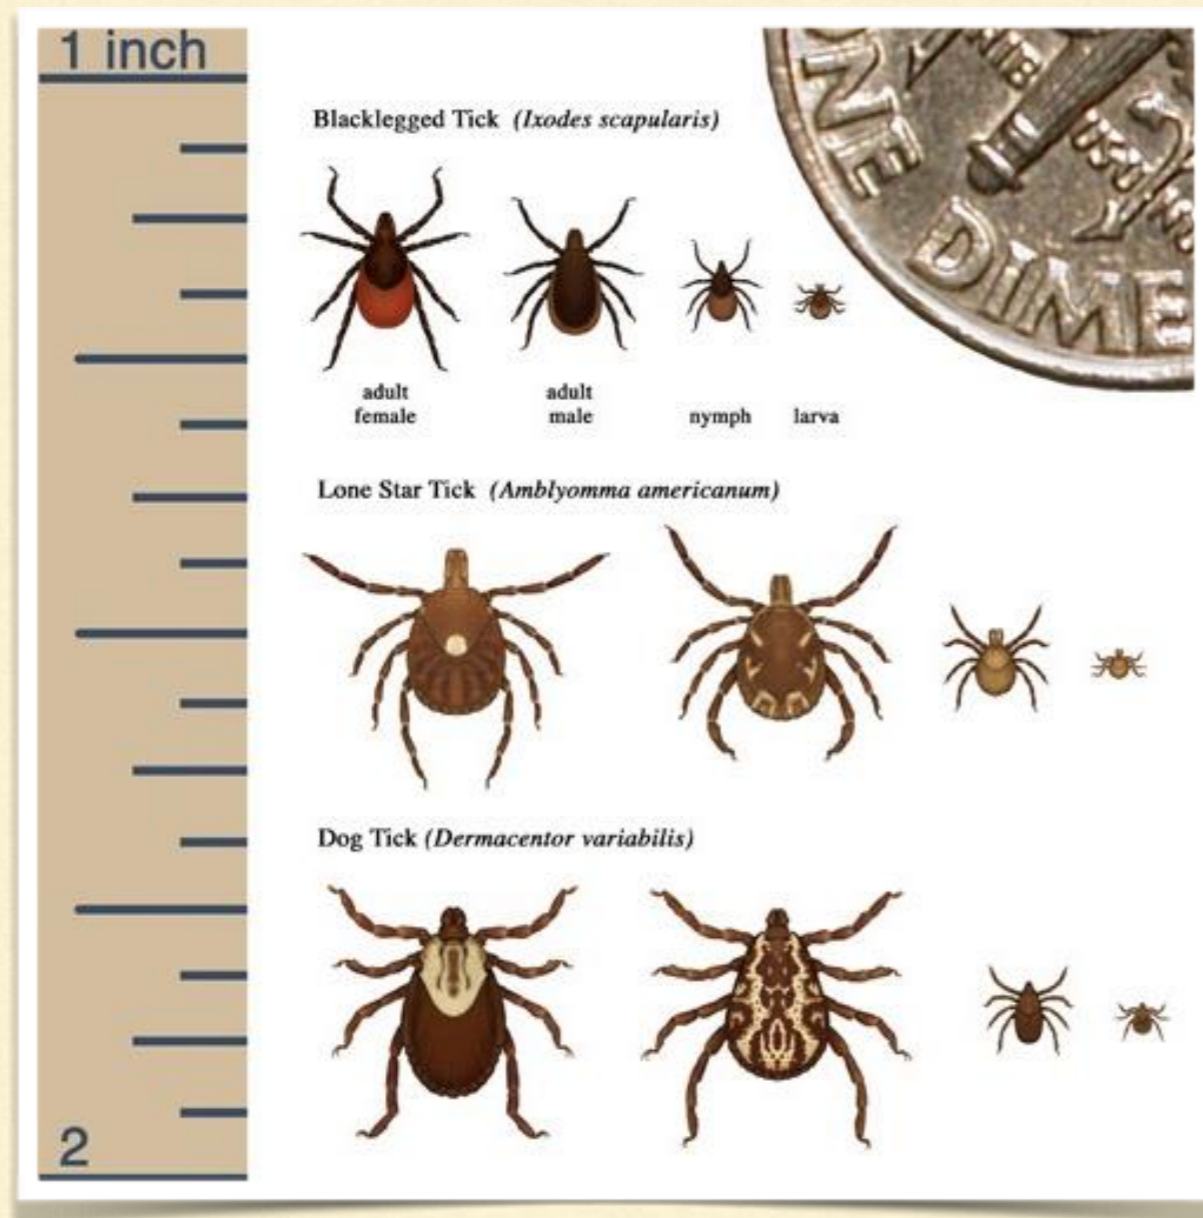 1 inch
Blacklegged Tick (Ixodes scapularis)
adult
female
adult
male
nymph
larva
Lone Star Tick (Amblyomma americanum)
Dog Tick (Dermacentor variabilis)
2
NE DIME